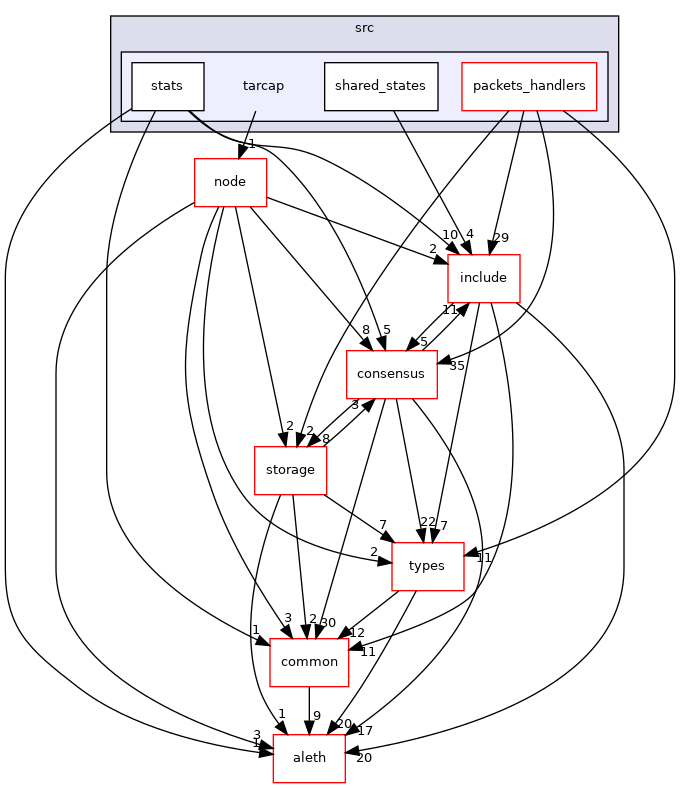 src
stats
tarcap
shared_states
packets_handlers
1
node
10
4
29
2
include
11
8
5
5
35
consensus
3
2
2
8
storage
7
22
7
2
11
types
3
2
30
12
1
11
common
1
9
20
17
3
1
20
aleth